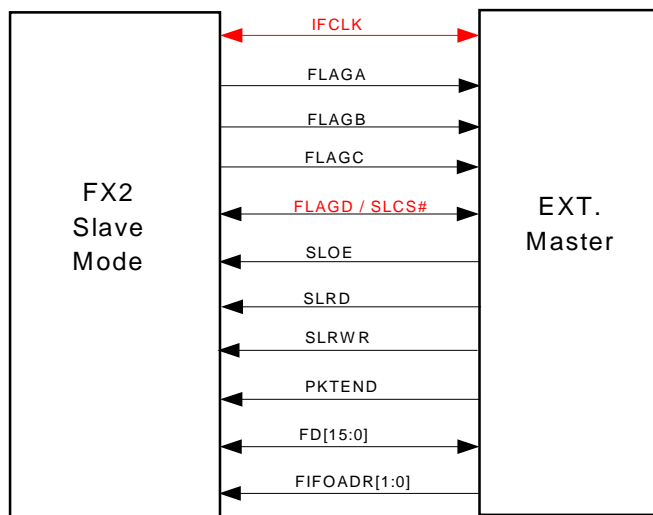 IFCLK
FLAGA
FLAGB
FLAGC
FX2
Slave
Mode
FLAGD / SLCS#
EXT.
Master
SLOE
SLRD
SLRWR
PKTEND
FD[15:0]
FIFOADR[1:0]